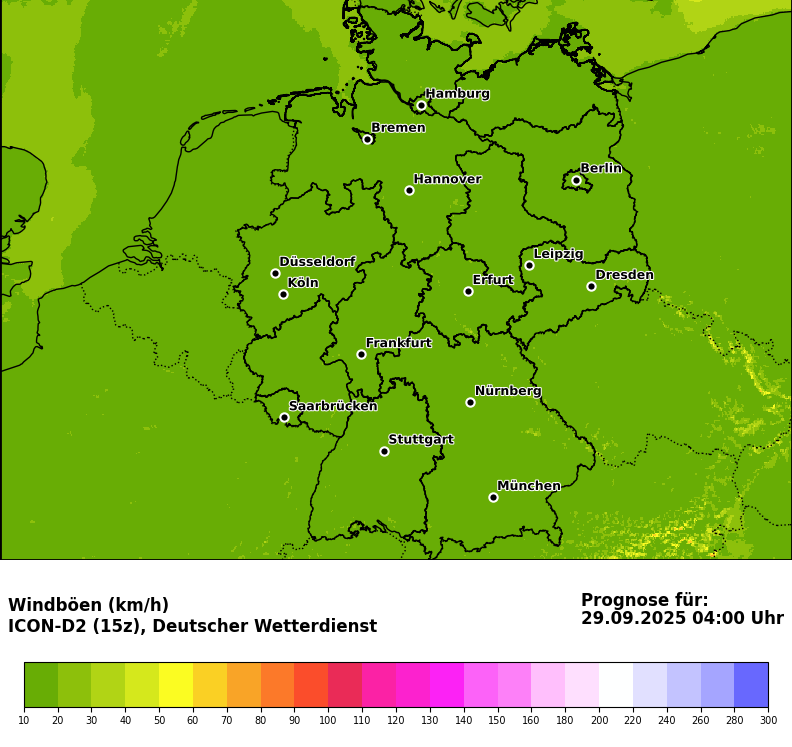 Hamburg
Bremen
Berlin
Hannover
Leipzig
Düsseldorf
Dresden
Köln
Erfurt
Frankfurt
Nürnberg
Saarbrücken
Stuttgart
München
Windböen (km/h)
ICON-D2 (15z), Deutscher Wetterdienst
Prognose für:
29.09.2025 04:00 Uhr
10 20 30 40 50 60 70 80 90 100 110 120 130 140 150 160 180 200 220 240 260 280 300